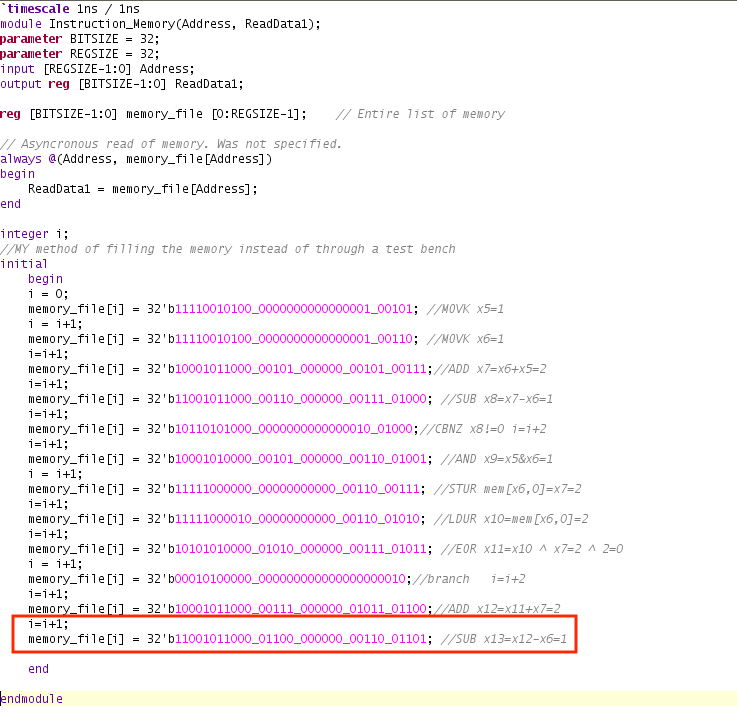 `timescale 1ns / 1ns
module Instruction_Memory(Address, ReadData1);
parameter BITSIZE = 32;
parameter REGSIZE = 32;
input [REGSIZE-1:0] Address;
output reg [BITSIZE-1:0] ReadData1;
reg [BITSIZE-1:0] memory_file [0:REGSIZE-1];    // Entire list of memory
// Asyncronous read of memory. Was not specified.
always @(Address, memory_file[Address])
begin
    ReadData1 = memory_file[Address];
end
integer i;
//MY method of filling the memory instead of through a test bench
initial
    begin
    i = 0;
    memory_file[i] = 32'b11110010100_0000000000000001_00101; //MOVK x5=1
    i = i+1;
    memory_file[i] = 32'b11110010100_0000000000000001_00110; //MOVK x6=1
    i=i+1;
    memory_file[i] = 32'b10001011000_00101_000000_00101_00111;//ADD x7=x6+x5=2
    i=i+1;
    memory_file[i] = 32'b11001011000_00110_000000_00111_01000; //SUB x8=x7-x6=1
    i=i+1;
    memory_file[i] = 32'b10110101000_0000000000000010_01000;//CBNZ x8!=0 i=i+2
    i=i+1;
    memory_file[i] = 32'b10001010000_00101_000000_00110_01001; //AND x9=x5&x6=1
    i = i+1;
    memory_file[i] = 32'b11111000000_00000000000_00110_00111; //STUR mem[x6,0]=x7=2
    i=i+1;
    memory_file[i] = 32'b11111000010_00000000000_00110_01010; //LDUR x10=mem[x6,0]=2
    i=i+1;
    memory_file[i] = 32'b10101010000_01010_000000_00111_01011; //EOR x11=x10 ^ x7=2 ^ 2=0
    i = i+1;
    memory_file[i] = 32'b00010100000_000000000000000000010;//branch   i=i+2
    i=i+1;
    memory_file[i] = 32'b10001011000_00111_000000_01011_01100;//ADD x12=x11+x7=2
    i=i+1;
    memory_file[i] = 32'b11001011000_01100_000000_00110_01101; //SUB x13=x12-x6=1
    end
endmodule